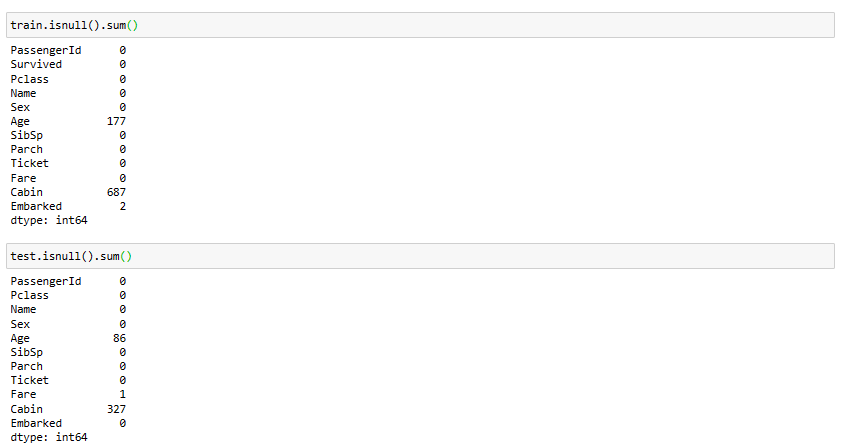 train.isnull().sum()
PassengerId 0
Survived 0
Pclass 0
Name 0
Sex 0
Age 177
SibSp 0
Parch 0
Ticket 0
Fare 0
Cabin 687
Embarked 2
dtype: int64
test.isnull().sum()
PassengerId 0
Pclass 0
Name 0
Sex 0
Age 86
SibSp 0
Parch 0
Ticket 0
Fare 1
Cabin 327
Embarked 0
dtype: int64